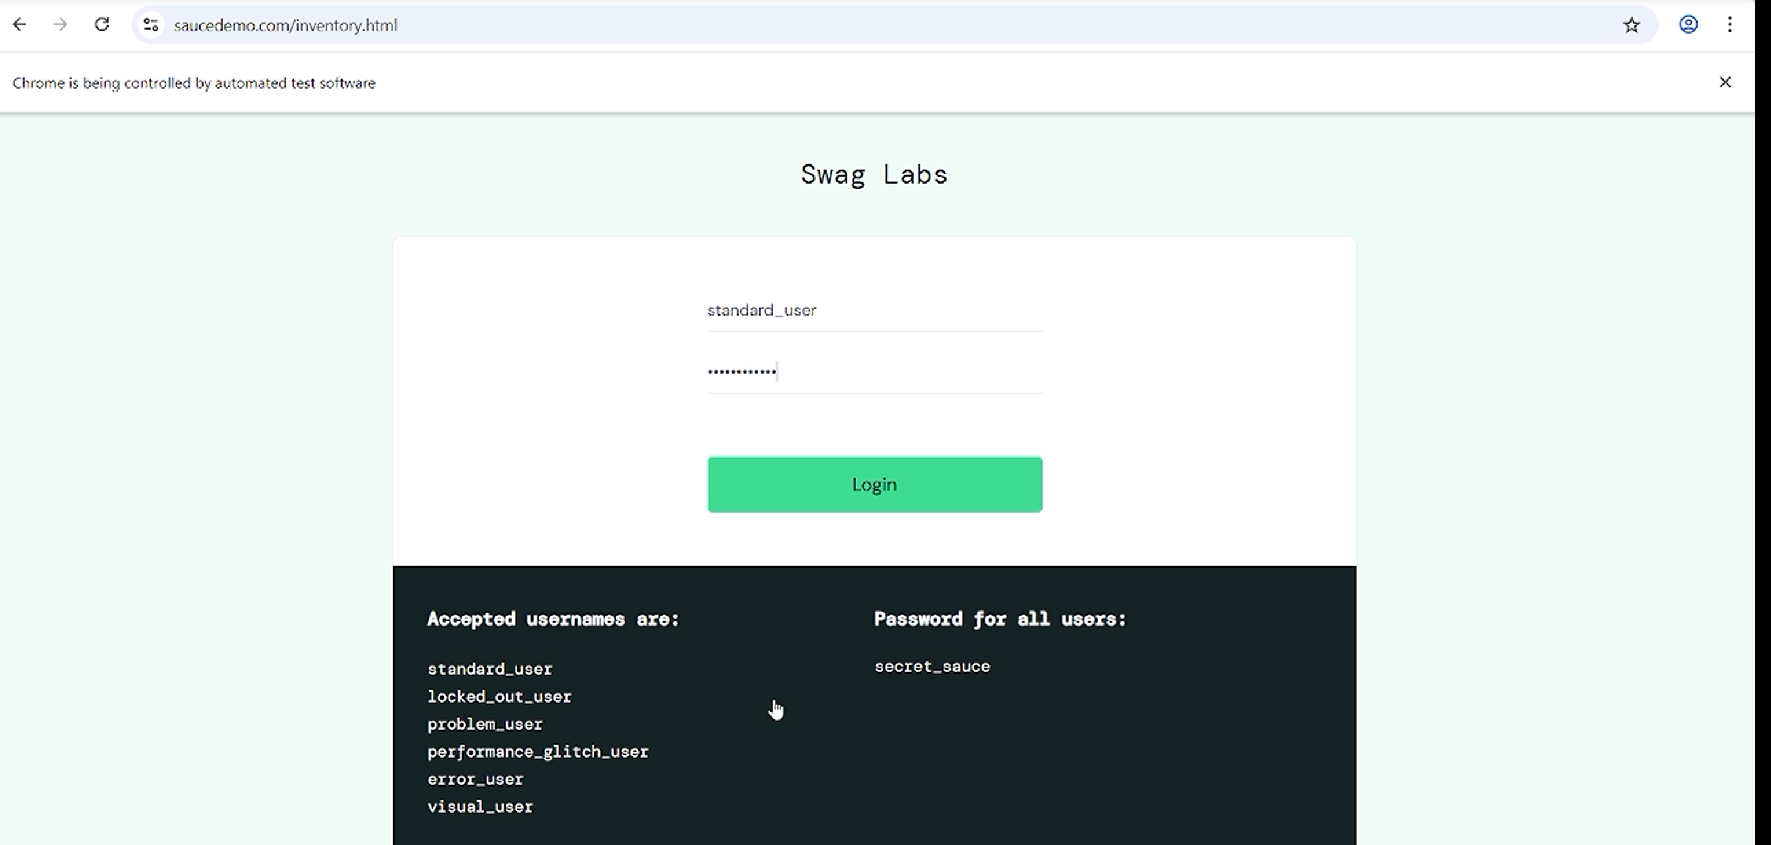 saucedemo.com/inventory.html
Chrome is being controlled by automated test software
Swag Labs
standard_user
••••••••••••
Login
Accepted usernames are:
standard_user
locked_out_user
problem_user
performance_glitch_user
error_user
visual_user
Password for all users:
secret_sauce